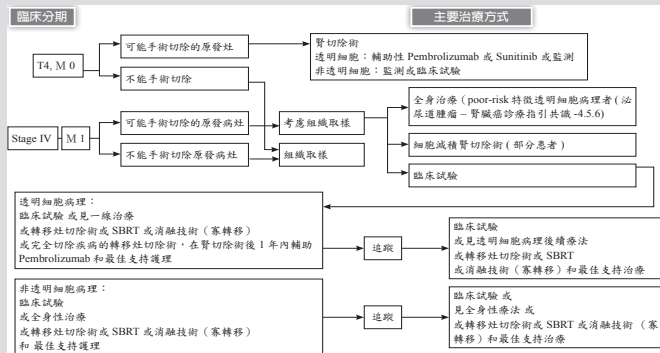 臨床分期
主要治療方式
T4, M 0
可能手術切除的原發灶
不能手術切除
腎切除術
透明細胞：輔助性 Pembrolizumab 或 Sunitinib 或監測
非透明細胞：監測或臨床試驗
Stage IV
M 1
可能手術切除的原發病灶
不能手術切除原發病灶
考慮組織取樣
組織取樣
全身治療（poor-risk 特徵透明細胞病理者 ( 泌
尿道腫瘤 – 腎臟癌診療指引共識 -4.5.6)
細胞減積腎切除術 ( 部分患者 )
臨床試驗
透明細胞病理：
臨床試驗 或見一線治療
或轉移灶切除術或 SBRT 或消融技術（寡轉移）
或完全切除疾病的轉移灶切除術，在腎切除術後 1 年內輔助
Pembrolizumab 和最佳支持護理
追蹤
臨床試驗
或見透明細胞病理後續療法
或轉移灶切除術或 SBRT
或消融技術（寡轉移）和最佳支持治療
非透明細胞病理：
臨床試驗
或全身性治療
或轉移灶切除術或 SBRT 或消融技術（寡轉移）
和 最佳支持護理
追蹤
臨床試驗 或
見全身性療法 或
或轉移灶切除術或 SBRT 或消融技術 （寡
轉移）和最佳支持治療